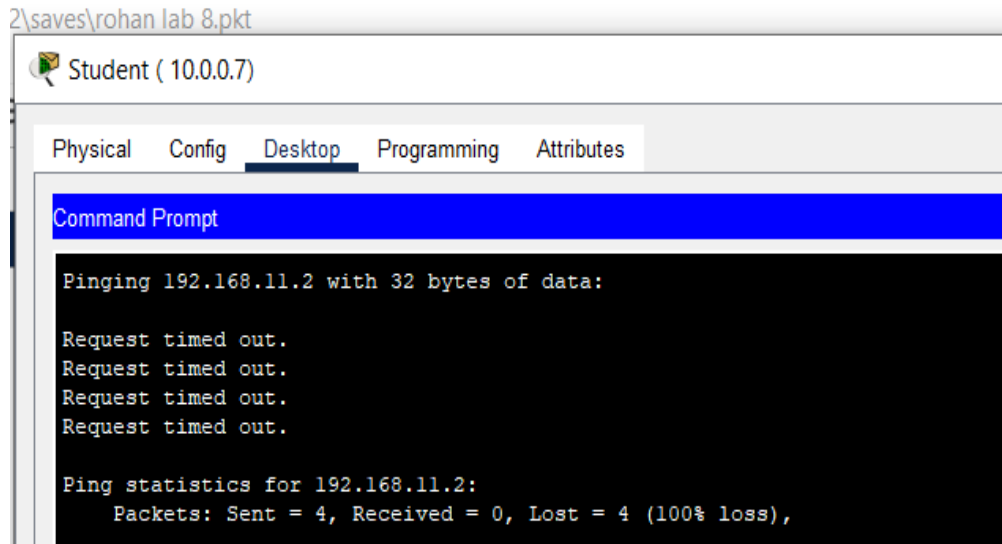 2\saves\rohan lab 8.pkt
Student ( 10.0.0.7)
Physical Config Desktop Programming Attributes
Command Prompt
Pinging 192.168.11.2 with 32 bytes of data:
Request timed out.
Request timed out.
Request timed out.
Request timed out.
Ping statistics for 192.168.11.2:
Packets: Sent = 4, Received = 0, Lost = 4 (100% loss),